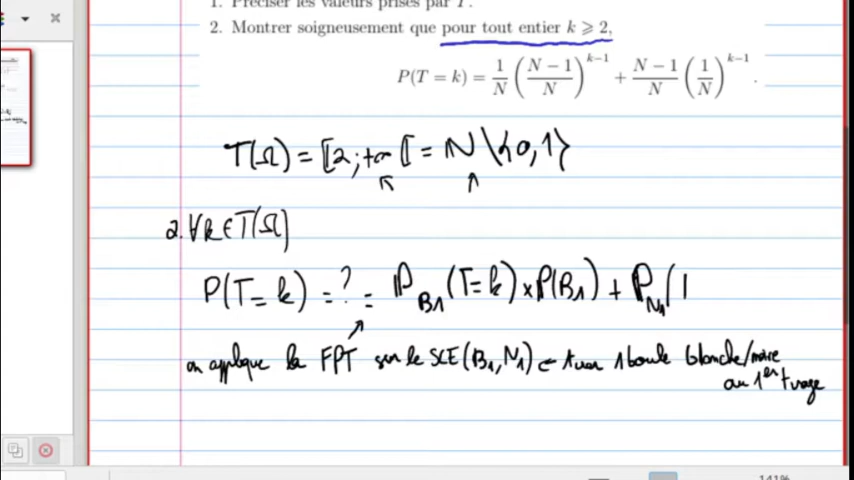 1. Préciser les valeurs prises par T.
2. Montrer soigneusement que pour tout entier k ⩾ 2,
P(T = k) = 1/N ((N − 1)/N)^{k−1} + (N − 1)/N (1/N)^{k−1}.
T(Ω) = ⟦2; +∞⟦ = ℕ \ {0,1}
2. ∀k ∈ T(Ω)
P(T = k) = ? = P_{B1}(T = k) × P(B1) + P_{N1}(
on applique la FPT sur le SCE (B1, N1) ← tirer 1 boule blanche/noire
au 1er tirage
141%